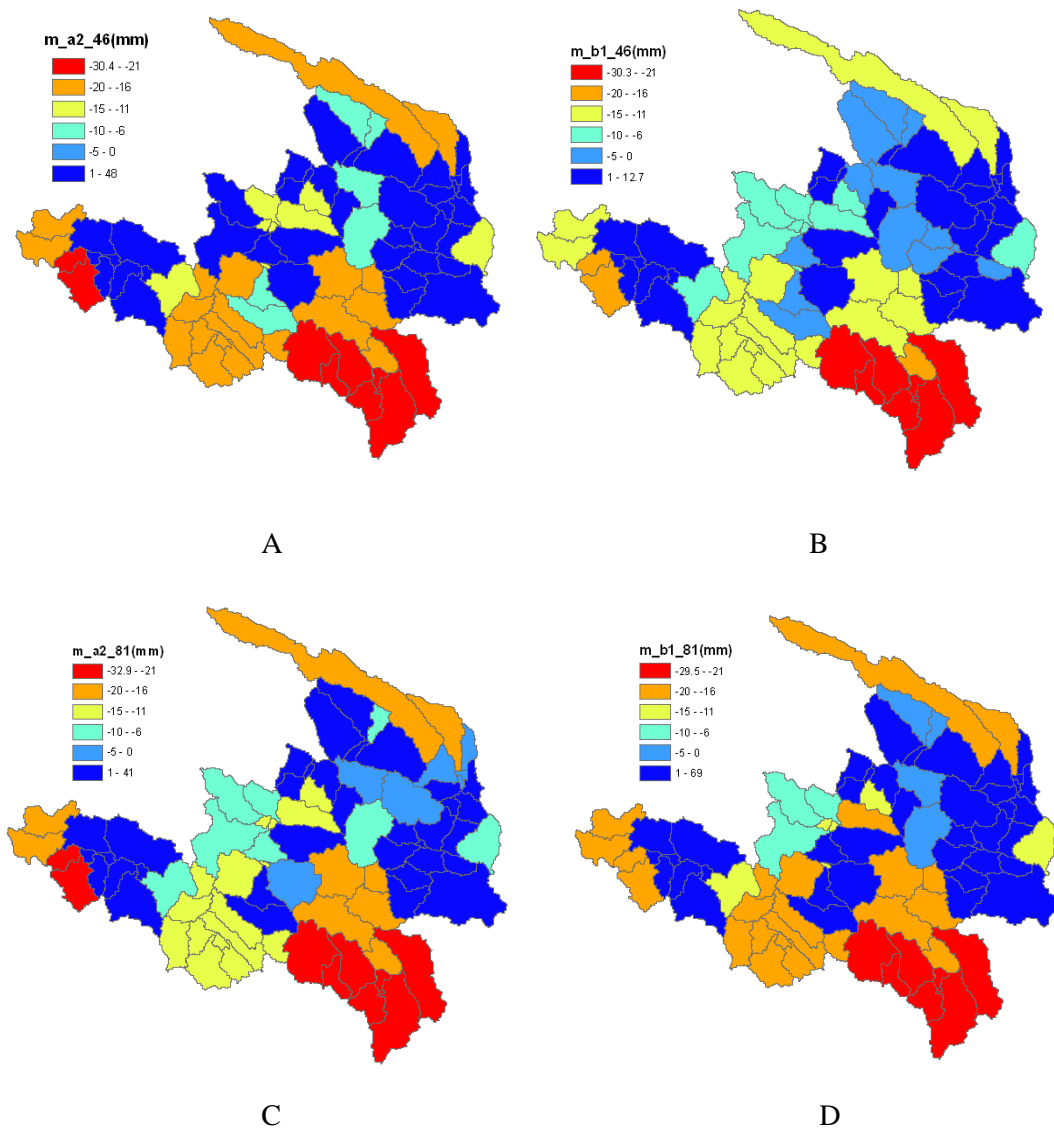 m_a2_46(mm)
-30.4 - -21
-20 - -16
-15 - -11
-10 - -6
-5 - 0
1 - 48
A
m_b1_46(mm)
-30.3 - -21
-20 - -16
-15 - -11
-10 - -6
-5 - 0
1 - 12.7
B
m_a2_81(mm)
-32.9 - -21
-20 - -16
-15 - -11
-10 - -6
-5 - 0
1 - 41
C
m_b1_81(mm)
-29.5 - -21
-20 - -16
-15 - -11
-10 - -6
-5 - 0
1 - 69
D